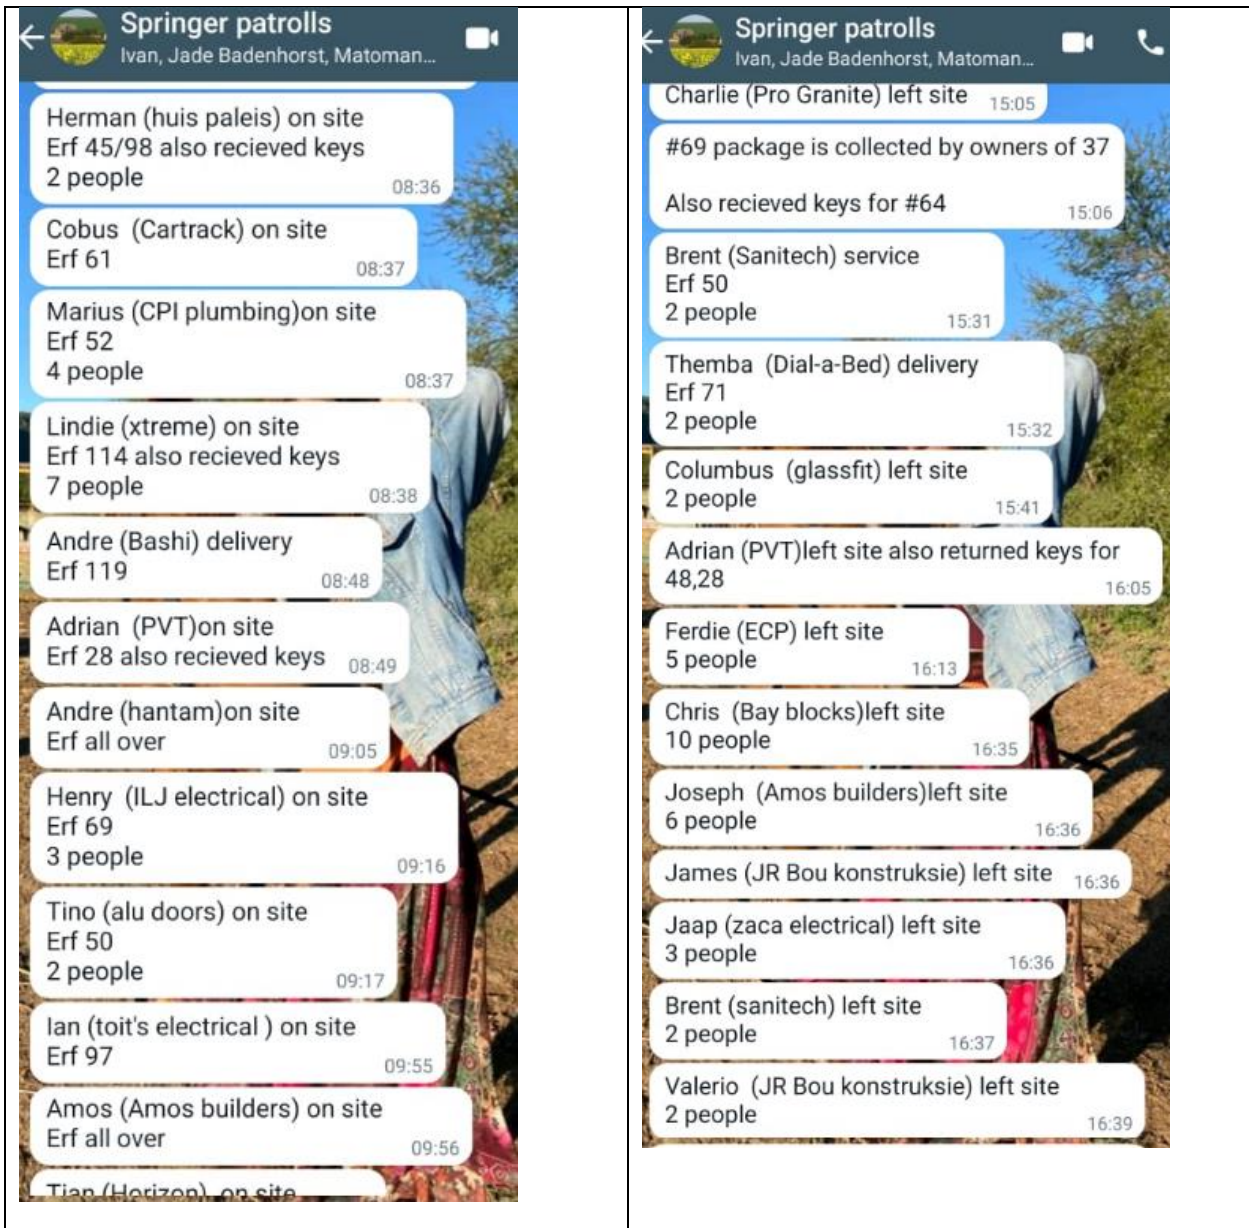 Springer patrolls
Ivan, Jade Badenhorst, Matoman...
Herman (huis paleis) on site
Erf 45/98 also recieved keys
2 people
08:36
Cobus (Cartrack) on site
Erf 61
08:37
Marius (CPI plumbing)on site
Erf 52
4 people
08:37
Lindie (xtreme) on site
Erf 114 also recieved keys
7 people
08:38
Andre (Bashi) delivery
Erf 119
08:48
Adrian (PVT)on site
Erf 28 also recieved keys
08:49
Andre (hantam)on site
Erf all over
09:05
Henry (ILJ electrical) on site
Erf 69
3 people
09:16
Tino (alu doors) on site
Erf 50
2 people
09:17
Ian (toit's electrical ) on site
Erf 97
09:55
Amos (Amos builders) on site
Erf all over
09:56
Tian (Horizon) on site
Springer patrolls
Ivan, Jade Badenhorst, Matoman...
Charlie (Pro Granite) left site
15:05
#69 package is collected by owners of 37
Also recieved keys for #64
15:06
Brent (Sanitech) service
Erf 50
2 people
15:31
Themba (Dial-a-Bed) delivery
Erf 71
2 people
15:32
Columbus (glassfit) left site
2 people
15:41
Adrian (PVT)left site also returned keys for
48,28
16:05
Ferdie (ECP) left site
5 people
16:13
Chris (Bay blocks)left site
10 people
16:35
Joseph (Amos builders)left site
6 people
16:36
James (JR Bou konstruksie) left site
16:36
Jaap (zaca electrical) left site
3 people
16:36
Brent (sanitech) left site
2 people
16:37
Valerio (JR Bou konstruksie) left site
2 people
16:39